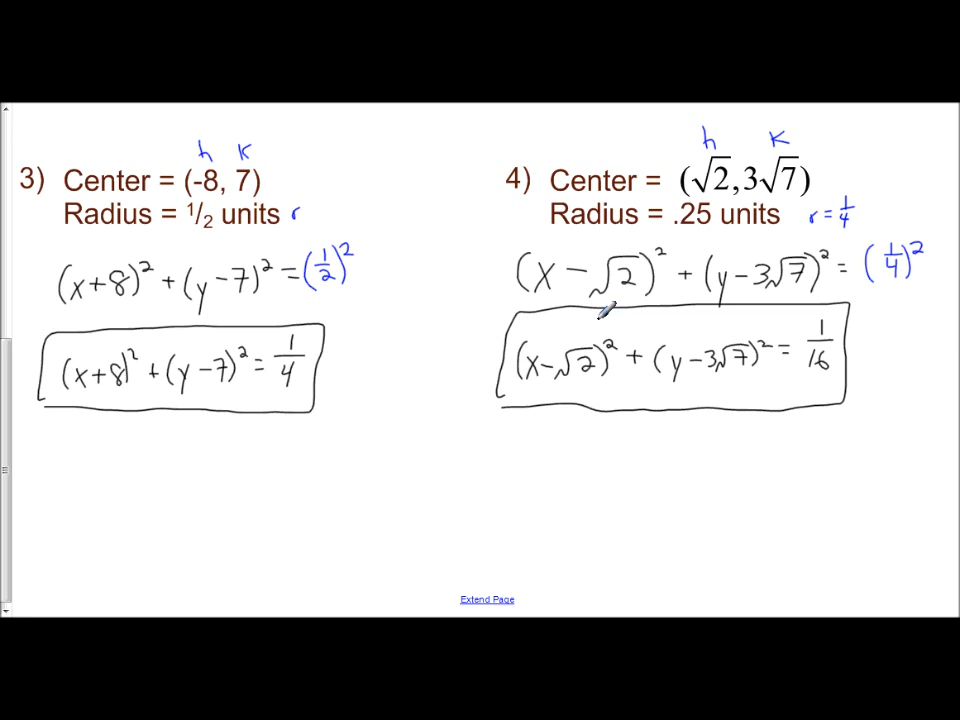 h k
3) Center = (-8, 7)
Radius = 1/2 units r
(x+8)² + (y-7)² = (1/2)²
(x+8)² + (y-7)² = 1/4
h k
4) Center = (√2, 3√7)
Radius = .25 units r = 1/4
(x-√2)² + (y-3√7)² = (1/4)²
(x-√2)² + (y-3√7)² = 1/16
Extend Page